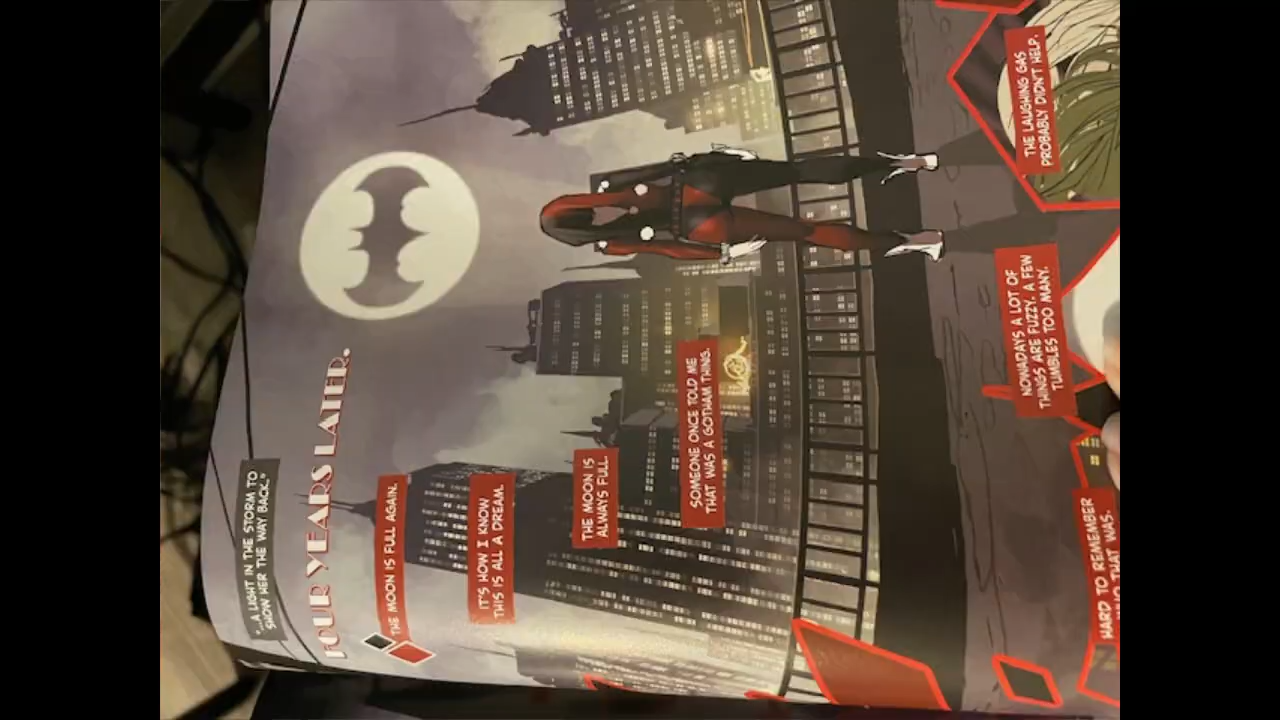 "...A LIGHT IN THE STORM TO
SHOW HER THE WAY BACK."
FOUR YEARS LATER.
THE MOON IS FULL AGAIN.
IT'S HOW I KNOW
THIS IS ALL A DREAM.
THE MOON IS
ALWAYS FULL.
SOMEONE ONCE TOLD ME
THAT WAS A GOTHAM THING.
HARD TO REMEMBER
WHO THAT WAS.
NOWADAYS A LOT OF
THINGS ARE FUZZY. A FEW
TUMBLES TOO MANY.
THE LAUGHING GAS
PROBABLY DIDN'T HELP.